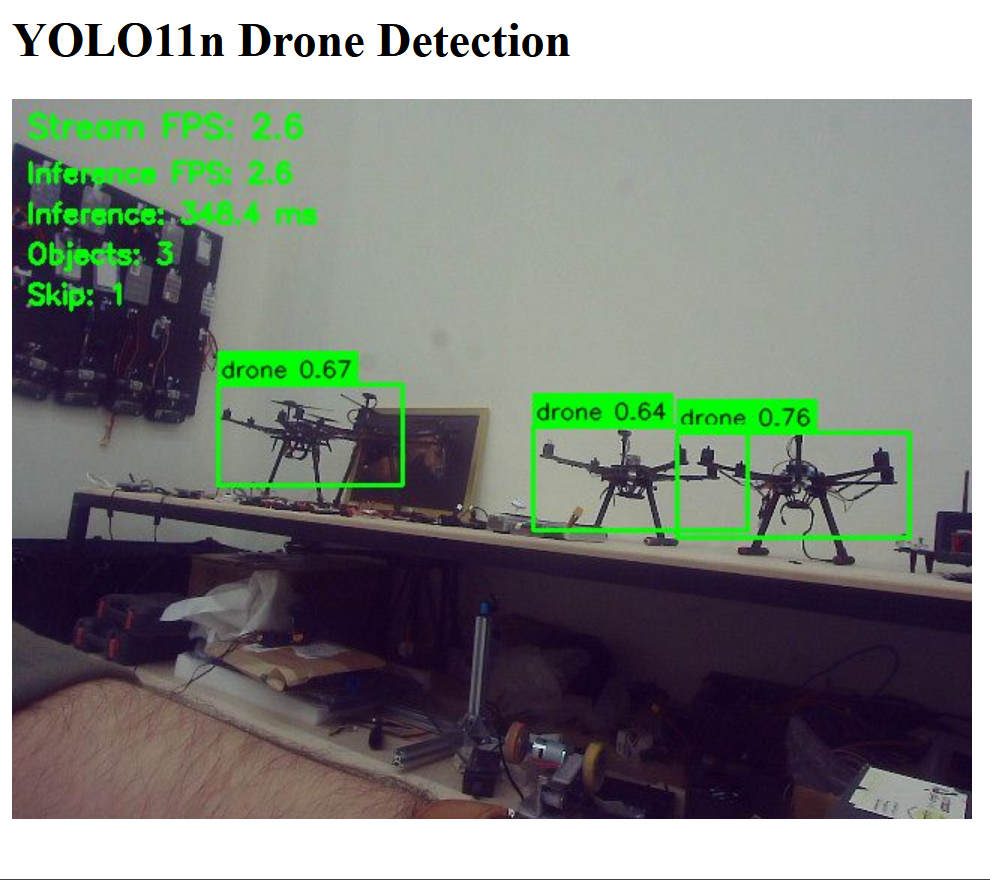 YOLO11n Drone Detection
Stream FPS: 2.6
Inference FPS: 2.6
Inference: 348.4 ms
Objects: 3
Skip: 1
drone 0.67
drone 0.64
drone 0.76